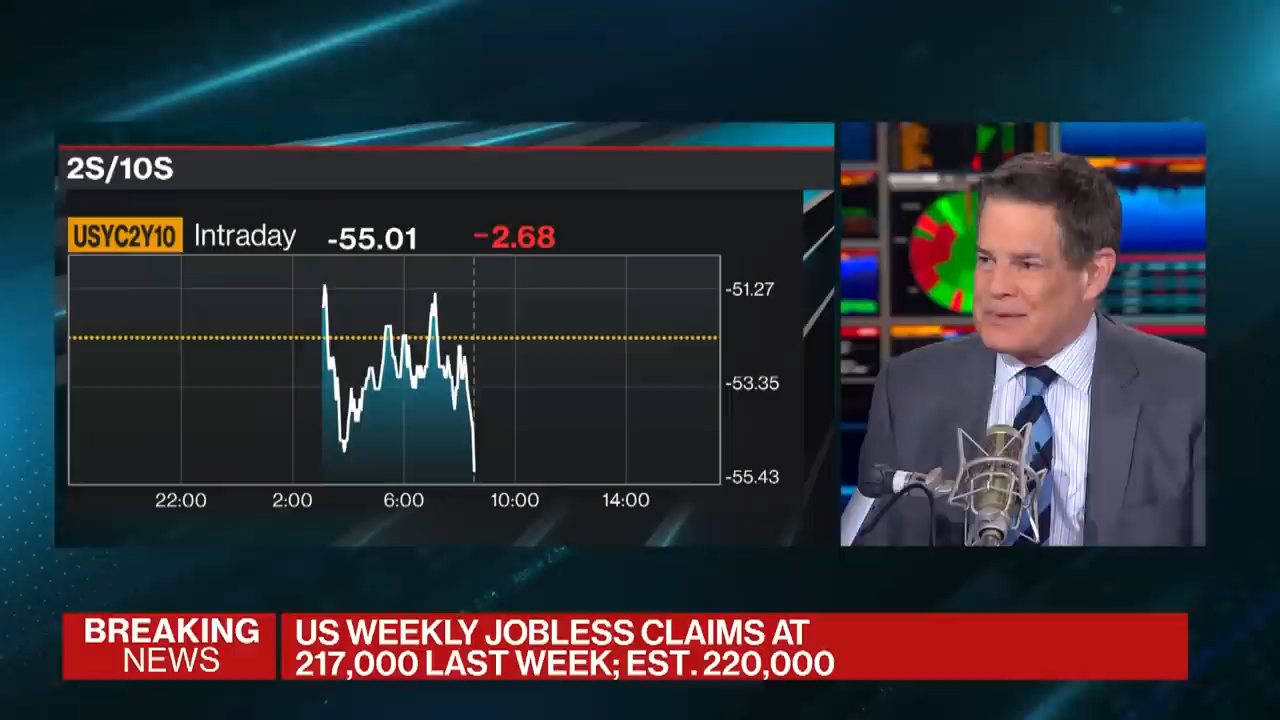 2S/10S
USYC2Y10 Intraday -55.01 -2.68
-51.27
-53.35
-55.43
22:00 2:00 6:00 10:00 14:00
BREAKING NEWS
US WEEKLY JOBLESS CLAIMS AT
217,000 LAST WEEK; EST. 220,000